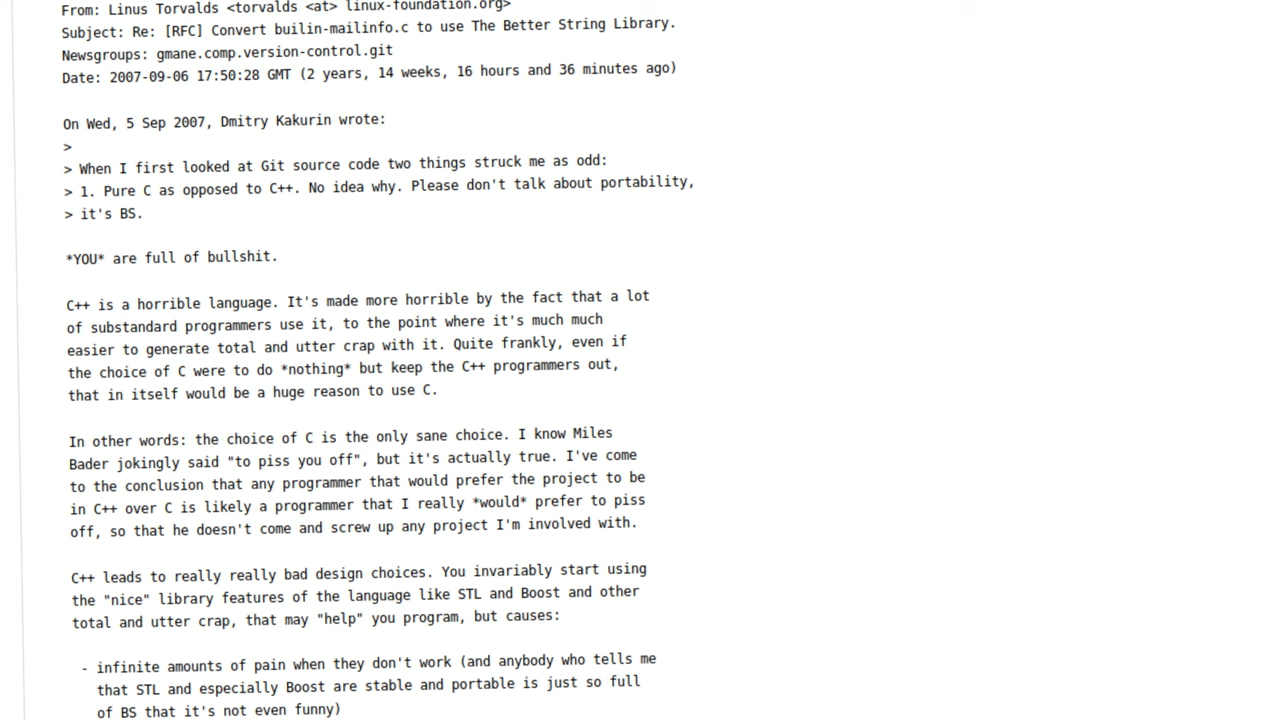 From: Linus Torvalds <torvalds <at> linux-foundation.org>
Subject: Re: [RFC] Convert builin-mailinfo.c to use The Better String Library.
Newsgroups: gmane.comp.version-control.git
Date: 2007-09-06 17:50:28 GMT (2 years, 14 weeks, 16 hours and 36 minutes ago)
On Wed, 5 Sep 2007, Dmitry Kakurin wrote:
>
> When I first looked at Git source code two things struck me as odd:
> 1. Pure C as opposed to C++. No idea why. Please don't talk about portability,
> it's BS.
*YOU* are full of bullshit.
C++ is a horrible language. It's made more horrible by the fact that a lot
of substandard programmers use it, to the point where it's much much
easier to generate total and utter crap with it. Quite frankly, even if
the choice of C were to do *nothing* but keep the C++ programmers out,
that in itself would be a huge reason to use C.
In other words: the choice of C is the only sane choice. I know Miles
Bader jokingly said "to piss you off", but it's actually true. I've come
to the conclusion that any programmer that would prefer the project to be
in C++ over C is likely a programmer that I really *would* prefer to piss
off, so that he doesn't come and screw up any project I'm involved with.
C++ leads to really really bad design choices. You invariably start using
the "nice" library features of the language like STL and Boost and other
total and utter crap, that may "help" you program, but causes:
- infinite amounts of pain when they don't work (and anybody who tells me
that STL and especially Boost are stable and portable is just so full
of BS that it's not even funny)